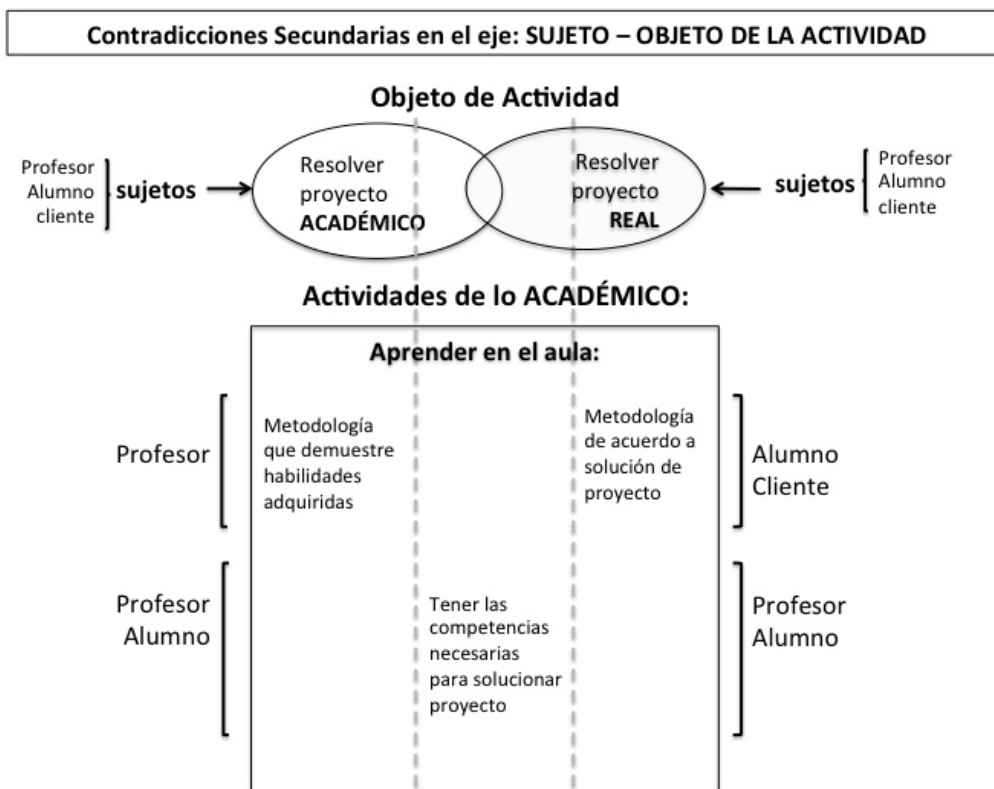 Contradicciones Secundarias en el eje: SUJETO – OBJETO DE LA ACTIVIDAD
Objeto de Actividad
Profesor
Alumno
cliente
sujetos
Resolver
proyecto
ACADÉMICO
Resolver
proyecto
REAL
sujetos
Profesor
Alumno
cliente
Actividades de lo ACADÉMICO:
Aprender en el aula:
Profesor
Metodología
que demuestre
habilidades
adquiridas
Metodología
de acuerdo a
solución de
proyecto
Alumno
Cliente
Profesor
Alumno
Tener las
competencias
necesarias
para solucionar
proyecto
Profesor
Alumno